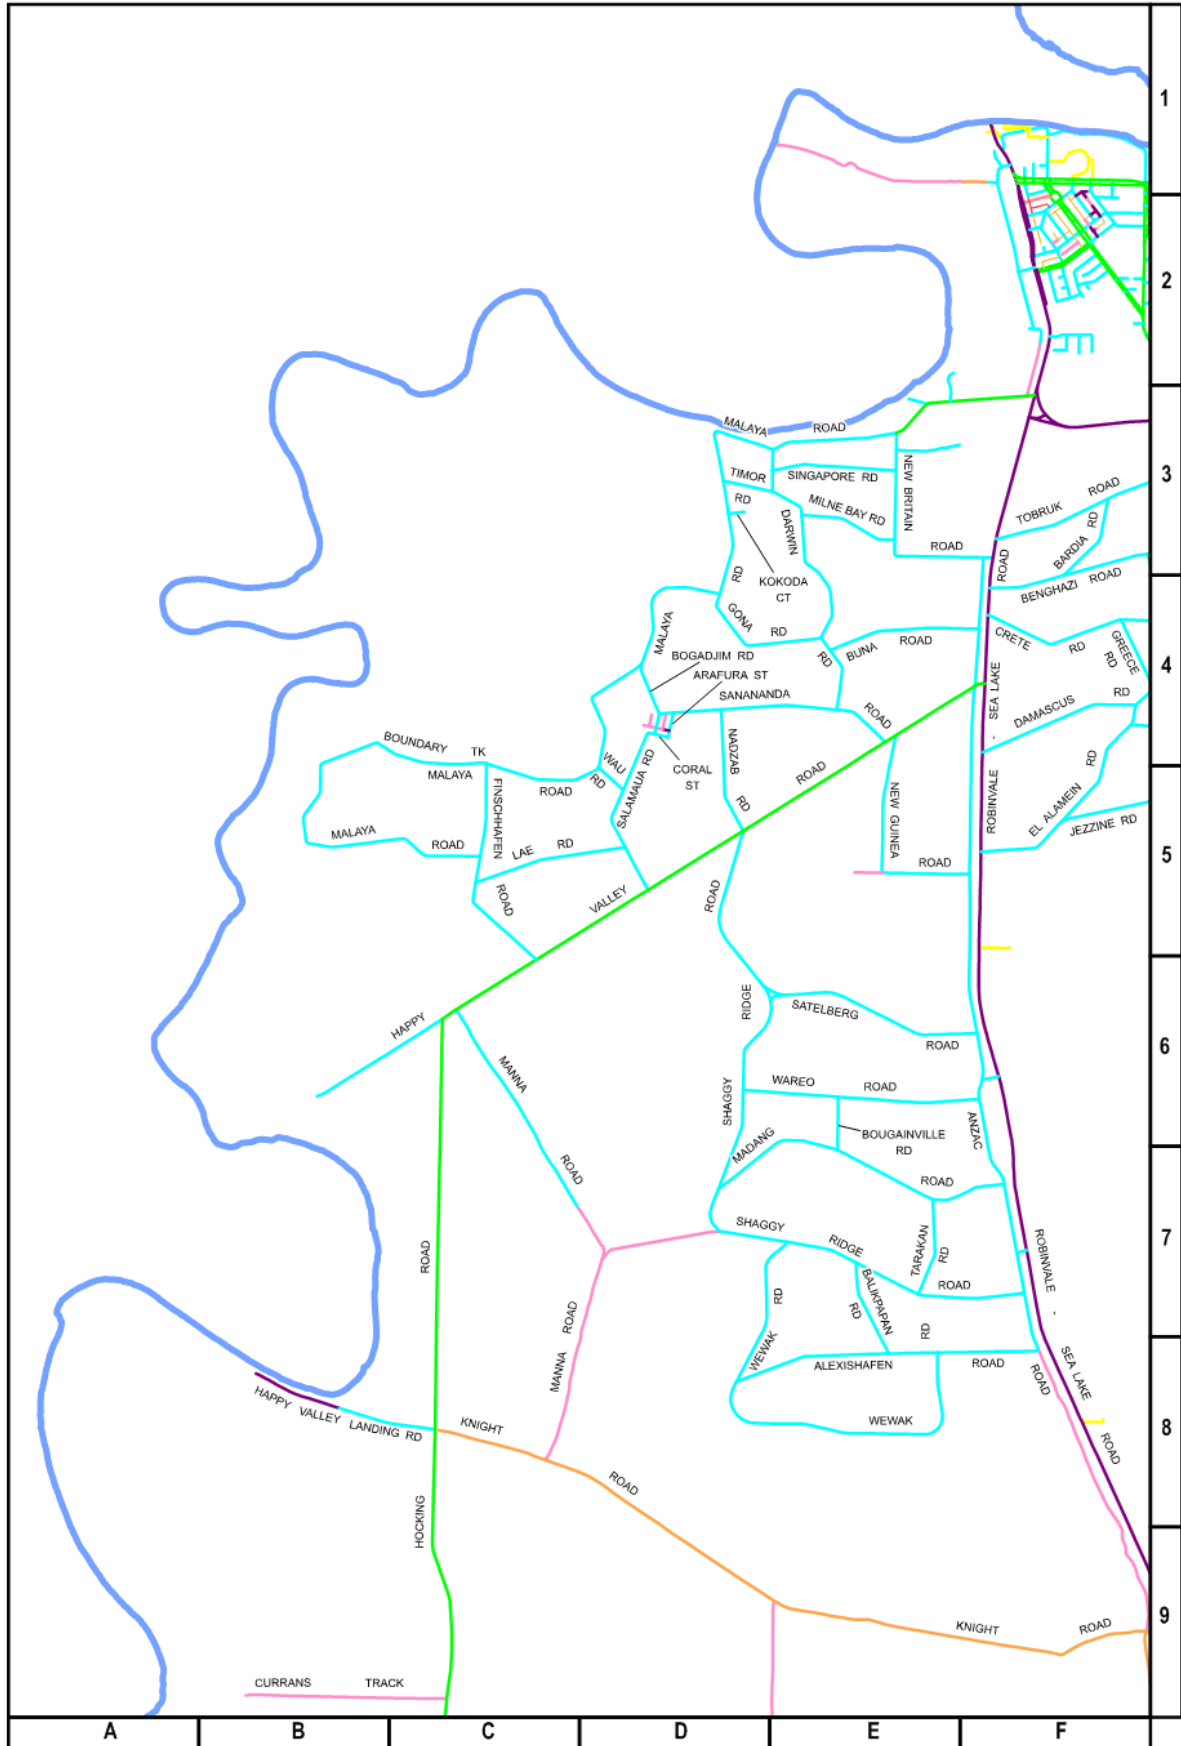 1
2
MALAYA ROAD
3
TIMOR
RD
SINGAPORE RD
NEW BRITAIN
ROAD
MILNE BAY RD
DARWIN
RD
TOBRUK ROAD
BARDIA RD
ROAD
BENGHAZI ROAD
KOKODA
CT
RD
GONA RD
MALAYA
BUNA ROAD
CRETE RD
GREECE
RD
4
BOGADJIM RD
ARAFURA ST
SANANANDA
ROAD
DAMASCUS RD
ROBINVALE - SEA LAKE
BOUNDARY TK
MALAYA
ROAD
WAU
RD
SALAMAUA RD
CORAL
ST
NADZAB
RD
ROAD
NEW GUINEA
ROAD
EL ALAMEIN RD
JEZZINE RD
MALAYA
ROAD
FINSCHHAFEN
LAE RD
ROAD
VALLEY
ROAD
5
HAPPY
RIDGE
SATELBERG
ROAD
6
MANNA
ROAD
SHAGGY
WAREO ROAD
BOUGAINVILLE
RD
ANZAC
MADANG
ROAD
ROAD
SHAGGY
RIDGE
ROAD
TARAKAN
RD
7
ROBINVALE -
RD
BALIKPAPAN
RD
RD
WEWAK
MANNA ROAD
ALEXISHAFEN ROAD
ROAD
SEA LAKE
ROAD
HAPPY VALLEY LANDING RD
KNIGHT
WEWAK
8
ROAD
HOCKING
9
KNIGHT ROAD
CURRANS TRACK
A B C D E F